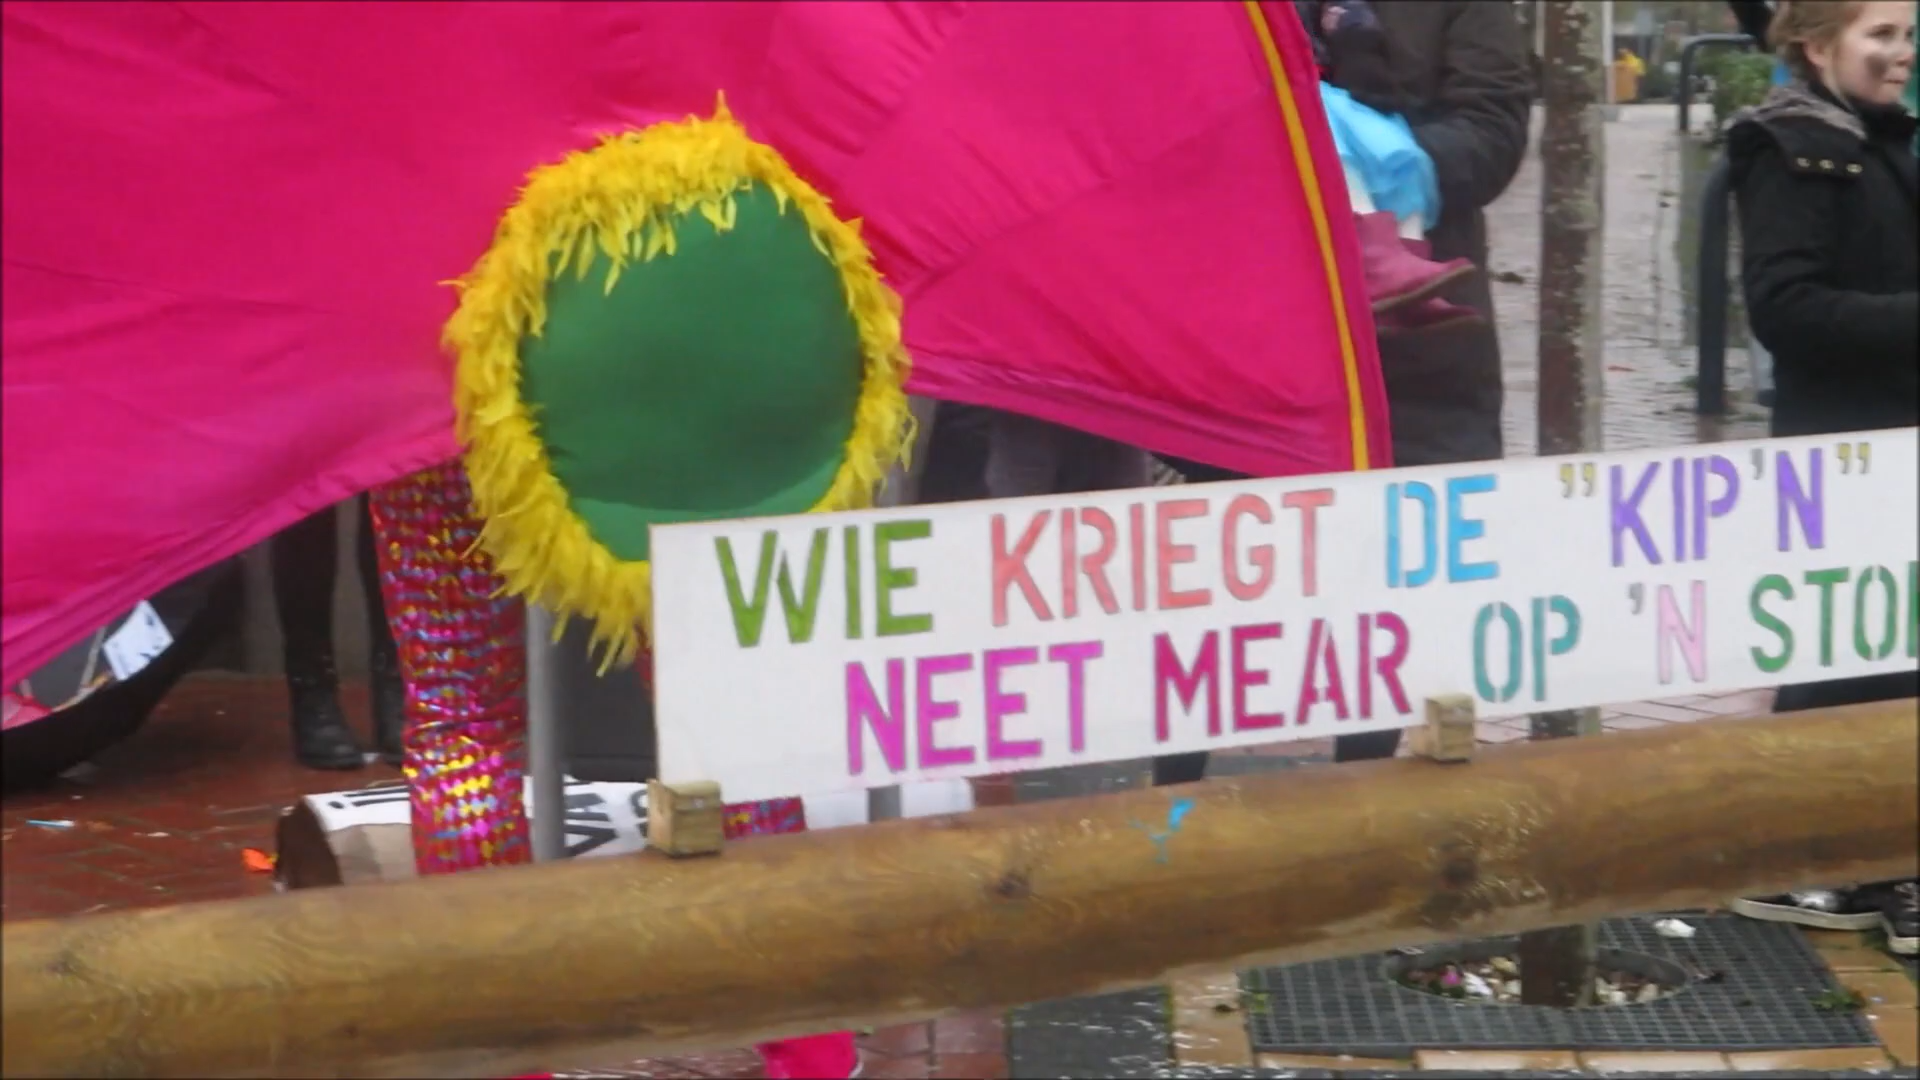 WIE KRIEGT DE ”KIP’N”
NEET MEAR OP ’N